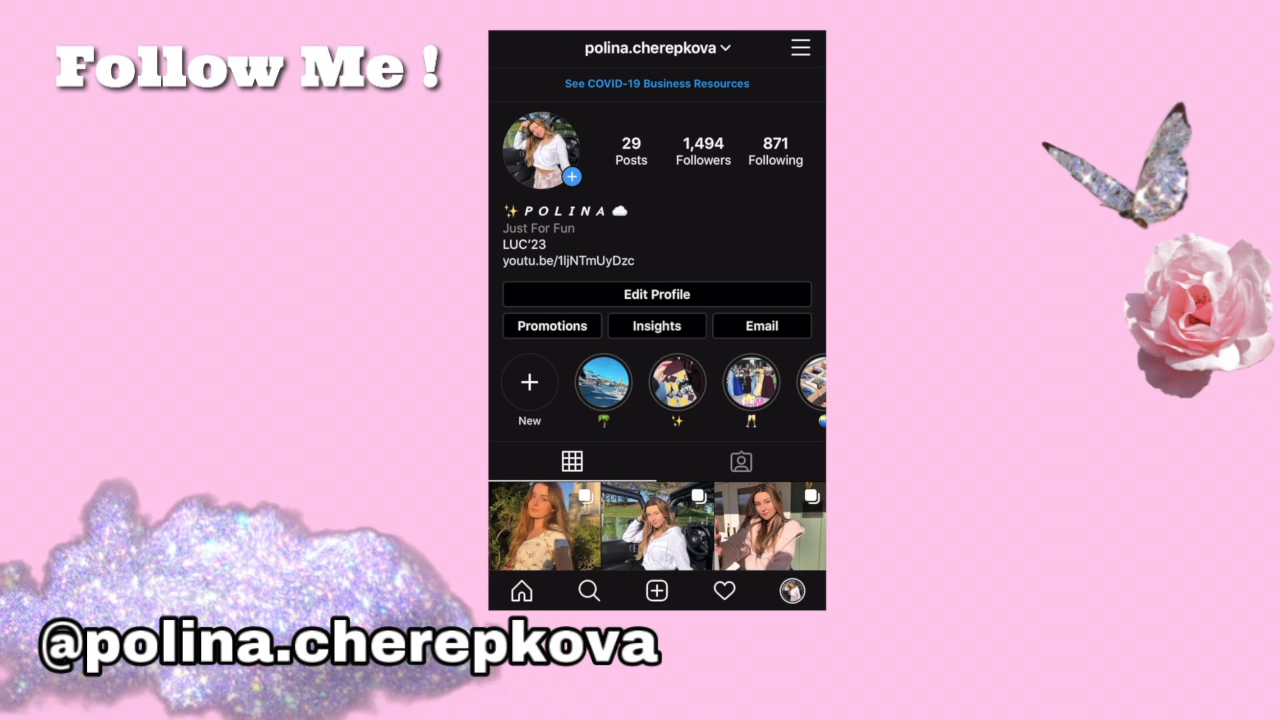 Follow Me !
polina.cherepkova
See COVID-19 Business Resources
29 1,494 871
Posts Followers Following
✨ P O L I N A ☁️
Just For Fun
LUC'23
youtu.be/1ljNTmUyDzc
Edit Profile
Promotions Insights Email
New
@polina.cherepkova